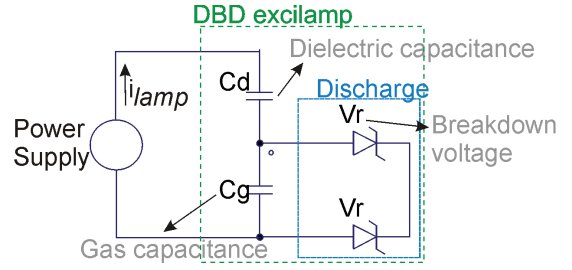 DBD excilamp
Dielectric capacitance
ilamp
Cd
Discharge
Vr
Power
Supply
Breakdown
voltage
Cg
Vr
Gas capacitance